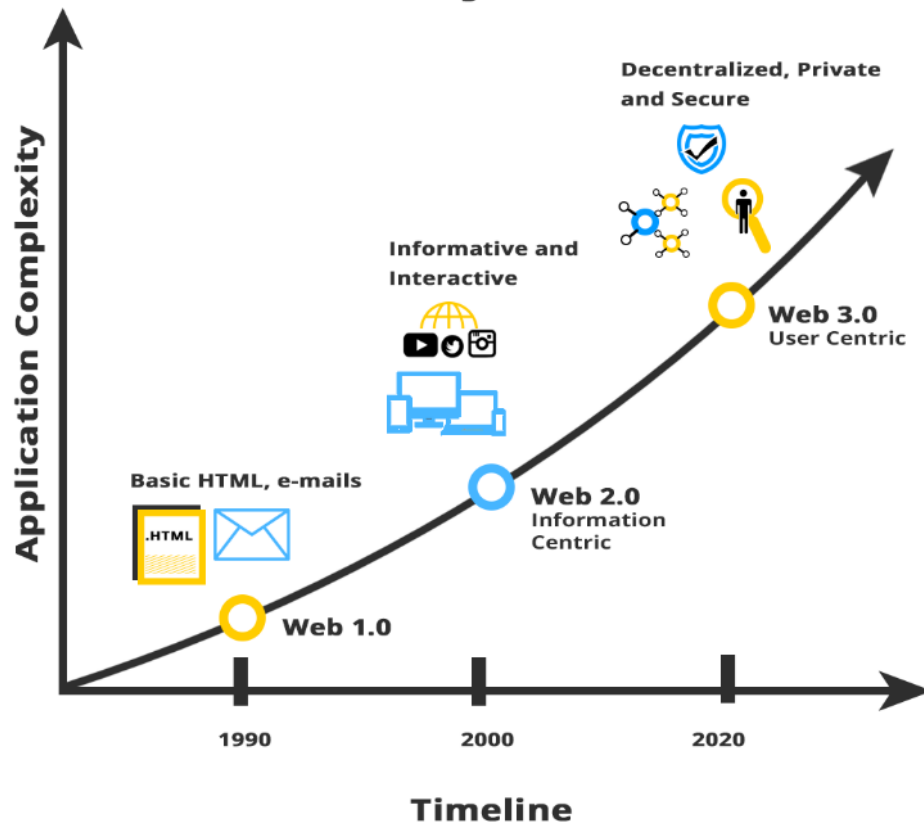 Decentralized, Private
and Secure
Application Complexity
Informative and
Interactive
Web 3.0
User Centric
Basic HTML, e-mails
.HTML
Web 2.0
Information
Centric
Web 1.0
1990
2000
2020
Timeline